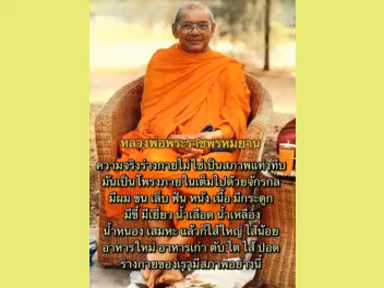 หลวงพ่อพระราชพรหมยาน
ความจริงร่างกายไม่ใช่เป็นสภาพแท่งทึบ
มันเป็นโพรงภายในเต็มไปด้วยจักรกล
มีผม ขน เล็บ ฟัน หนัง เนื้อ มีกระดูก
มีขี้ มีเยี่ยว น้ำเลือด น้ำเหลือง
น้ำหนอง เสมหะ แล้วก็ไส้ใหญ่ ไส้น้อย
อาหารใหม่ อาหารเก่า ตับ ไต ไส้ ปอด
ร่างกายของเรามีสภาพอย่างนี้